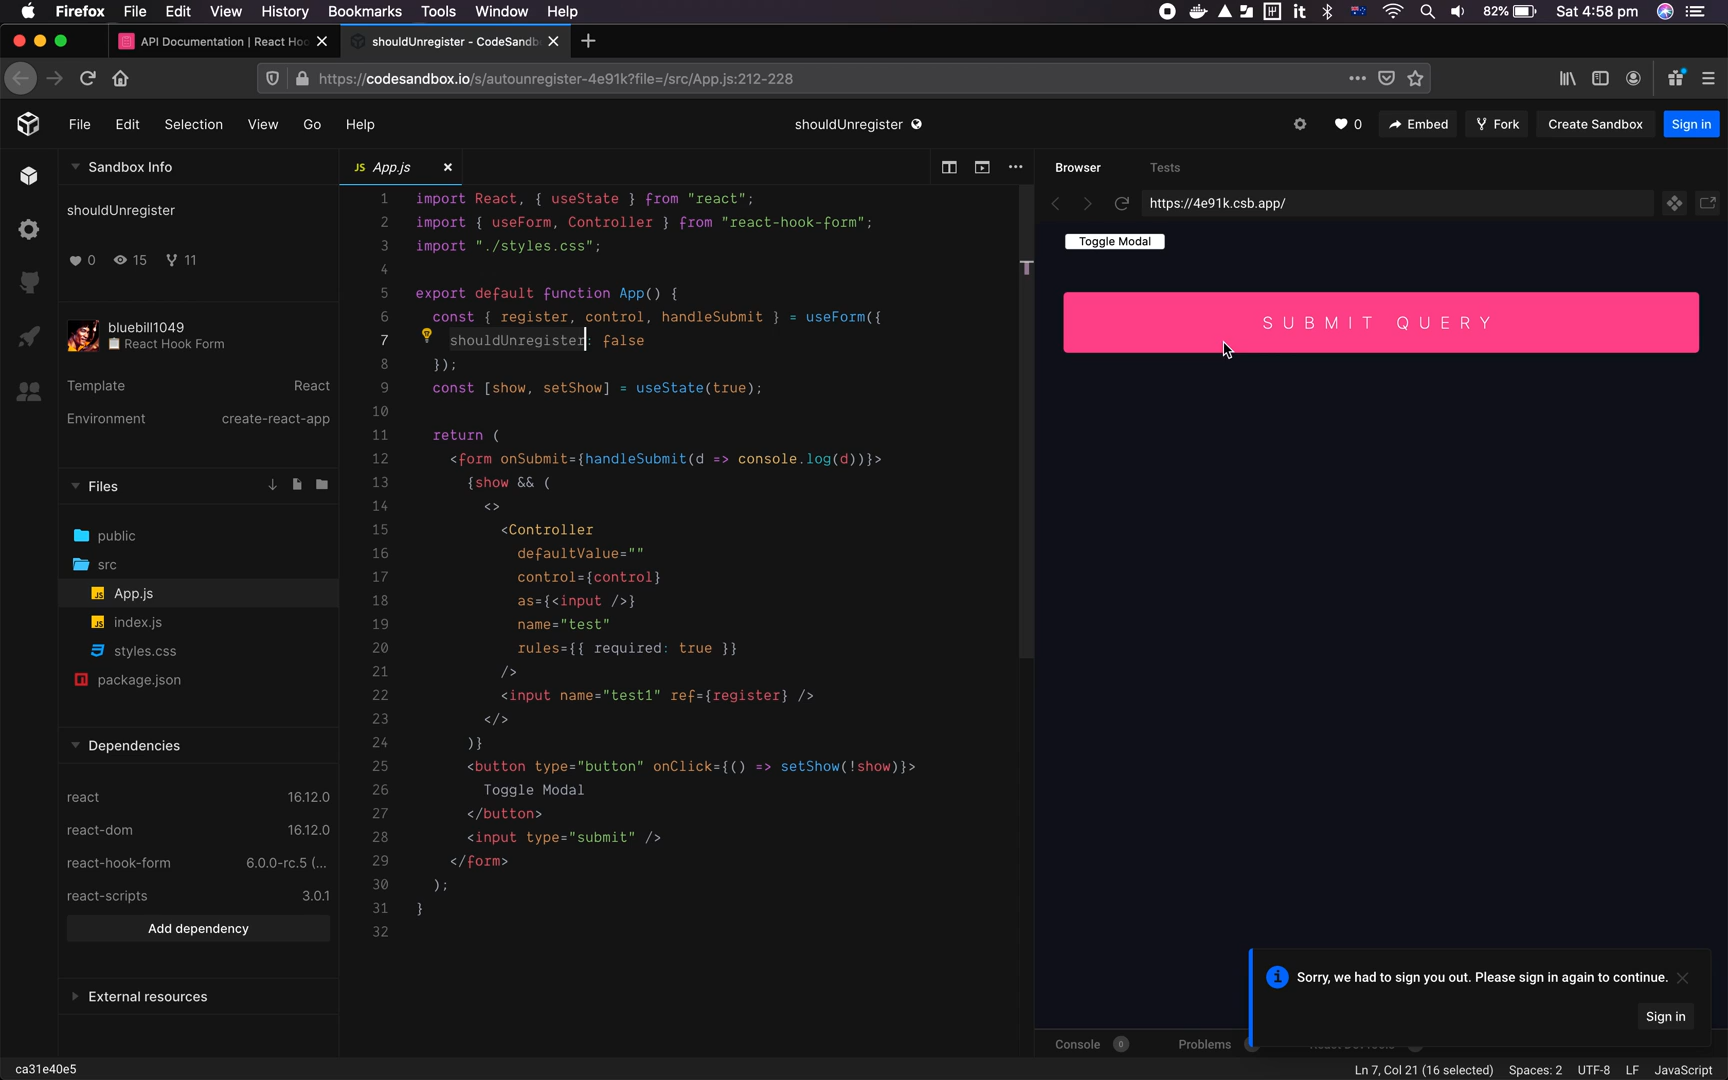 Firefox File Edit View History Bookmarks Tools Window Help
it 82% Sat 4:58 pm
API Documentation | React Hoo
shouldUnregister - CodeSandb
https://codesandbox.io/s/autounregister-4e91k?file=/src/App.js:212-228
File Edit Selection View Go Help
shouldUnregister
0 Embed Fork Create Sandbox Sign in
Sandbox Info
shouldUnregister
0 15 11
bluebill1049
React Hook Form
Template React
Environment create-react-app
Files
public
src
JS App.js
JS index.js
styles.css
package.json
Dependencies
react 16.12.0
react-dom 16.12.0
react-hook-form 6.0.0-rc.5 (...
react-scripts 3.0.1
Add dependency
External resources
JS App.js
1 import React, { useState } from "react";
2 import { useForm, Controller } from "react-hook-form";
3 import "./styles.css";
4
5 export default function App() {
6 const { register, control, handleSubmit } = useForm({
7 shouldUnregister: false
8 });
9 const [show, setShow] = useState(true);
10
11 return (
12 <form onSubmit={handleSubmit(d => console.log(d))}>
13 {show && (
14 <>
15 <Controller
16 defaultValue=""
17 control={control}
18 as={<input />}
19 name="test"
20 rules={{ required: true }}
21 />
22 <input name="test1" ref={register} />
23 </>
24 )}
25 <button type="button" onClick={() => setShow(!show)}>
26 Toggle Modal
27 </button>
28 <input type="submit" />
29 </form>
30 );
31 }
32
Browser Tests
https://4e91k.csb.app/
Toggle Modal
SUBMIT QUERY
Sorry, we had to sign you out. Please sign in again to continue.
Sign in
Console 0 Problems
ca31e40e5
Ln 7, Col 21 (16 selected) Spaces: 2 UTF-8 LF JavaScript